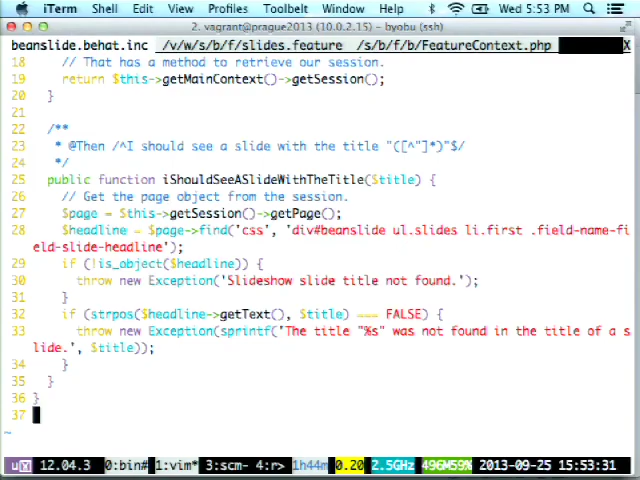 iTerm Shell Edit View Profiles Toolbelt Window Help Wed 5:53 PM
2. vagrant@prague2013 (10.0.2.15) - byobu (ssh)
beanslide.behat.inc /v/w/s/b/f/slides.feature /s/b/f/b/FeatureContext.php X
18 // That has a method to retrieve our session.
19 return $this->getMainContext()->getSession();
20 }
21
22 /**
23 * @Then /^I should see a slide with the title "([^"]*)"$/
24 */
25 public function iShouldSeeASlideWithTheTitle($title) {
26 // Get the page object from the session.
27 $page = $this->getSession()->getPage();
28 $headline = $page->find('css', 'div#beanslide ul.slides li.first .field-name-fi
eld-slide-headline');
29 if (!is_object($headline)) {
30 throw new Exception('Slideshow slide title not found.');
31 }
32 if (strpos($headline->getText(), $title) === FALSE) {
33 throw new Exception(sprintf('The title "%s" was not found in the title of a s
lide.', $title));
34 }
35 }
36 }
37
~
ux 12.04.3 0:bin# 1:vim* 3:scm- 4:r> 1h44m 0.20 2.5GHz 496M59% 2013-09-25 15:53:31